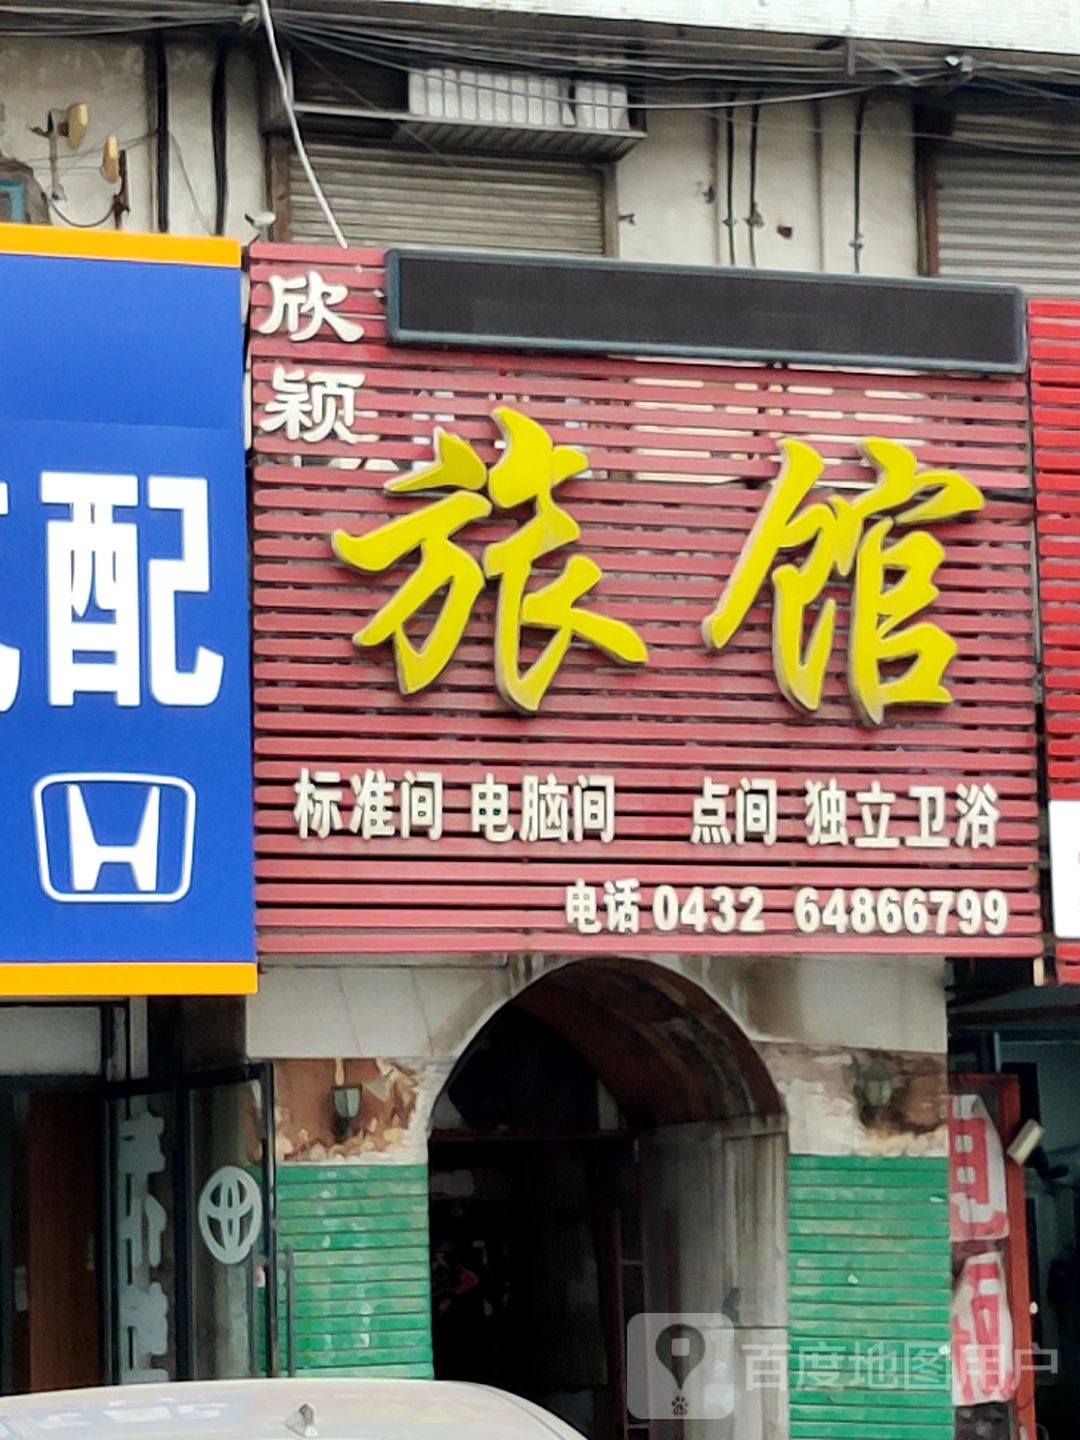 欣颖
旅馆
标准间 电脑间 点间 独立卫浴
电话 0432 64866799
配
百度地图用户